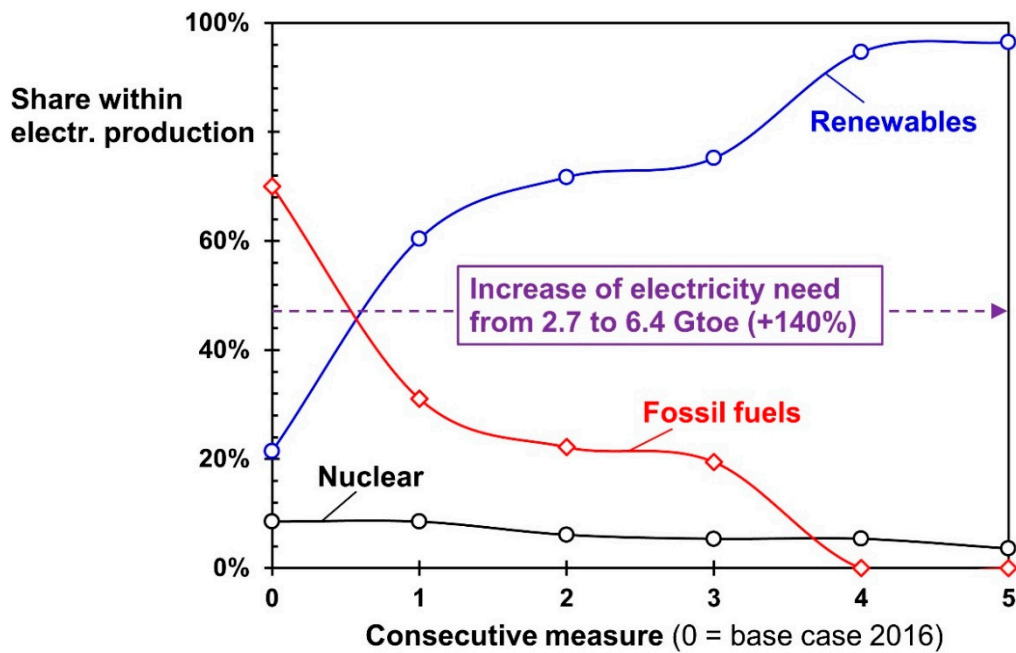 100%
Share within
electr. production
80%
60%
40%
20%
0%
Renewables
Increase of electricity need
from 2.7 to 6.4 Gtoe (+140%)
Fossil fuels
Nuclear
0 1 2 3 4 5
Consecutive measure (0 = base case 2016)